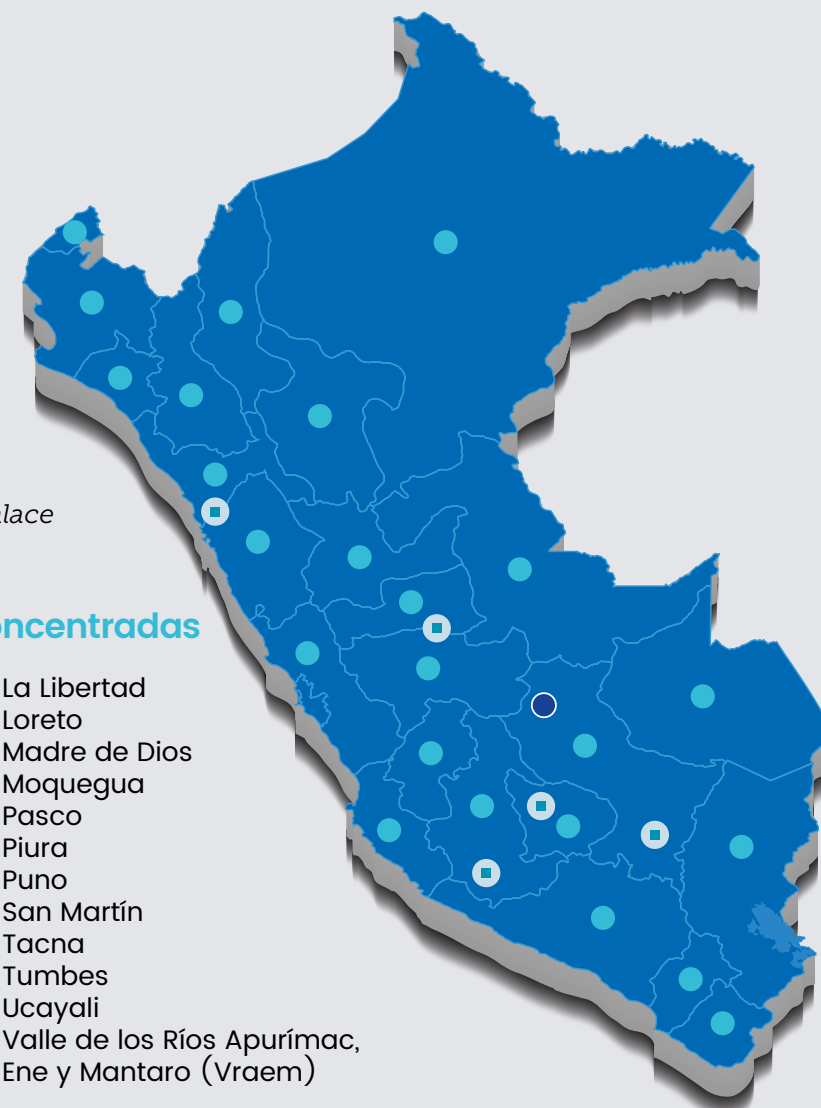 lace
oncentradas
La Libertad
Loreto
Madre de Dios
Moquegua
Pasco
Piura
Puno
San Martín
Tacna
Tumbes
Ucayali
Valle de los Ríos Apurímac,
Ene y Mantaro (Vraem)